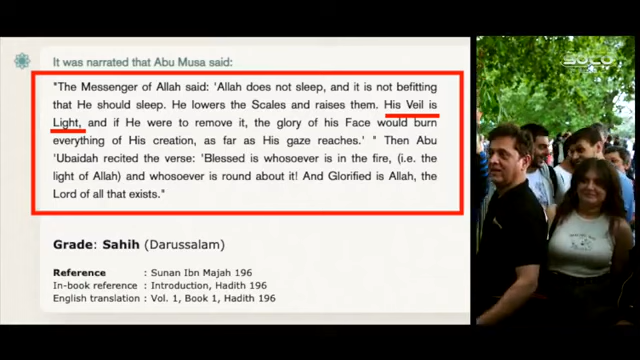 It was narrated that Abu Musa said:
"The Messenger of Allah said: 'Allah does not sleep, and it is not befitting
that He should sleep. He lowers the Scales and raises them. His Veil is
Light, and if He were to remove it, the glory of his Face would burn
everything of His creation, as far as His gaze reaches.' " Then Abu
'Ubaidah recited the verse: 'Blessed is whosoever is in the fire, (i.e. the
light of Allah) and whosoever is round about it! And Glorified is Allah, the
Lord of all that exists."
Grade: Sahih (Darussalam)
Reference : Sunan Ibn Majah 196
In-book reference : Introduction, Hadith 196
English translation : Vol. 1, Book 1, Hadith 196